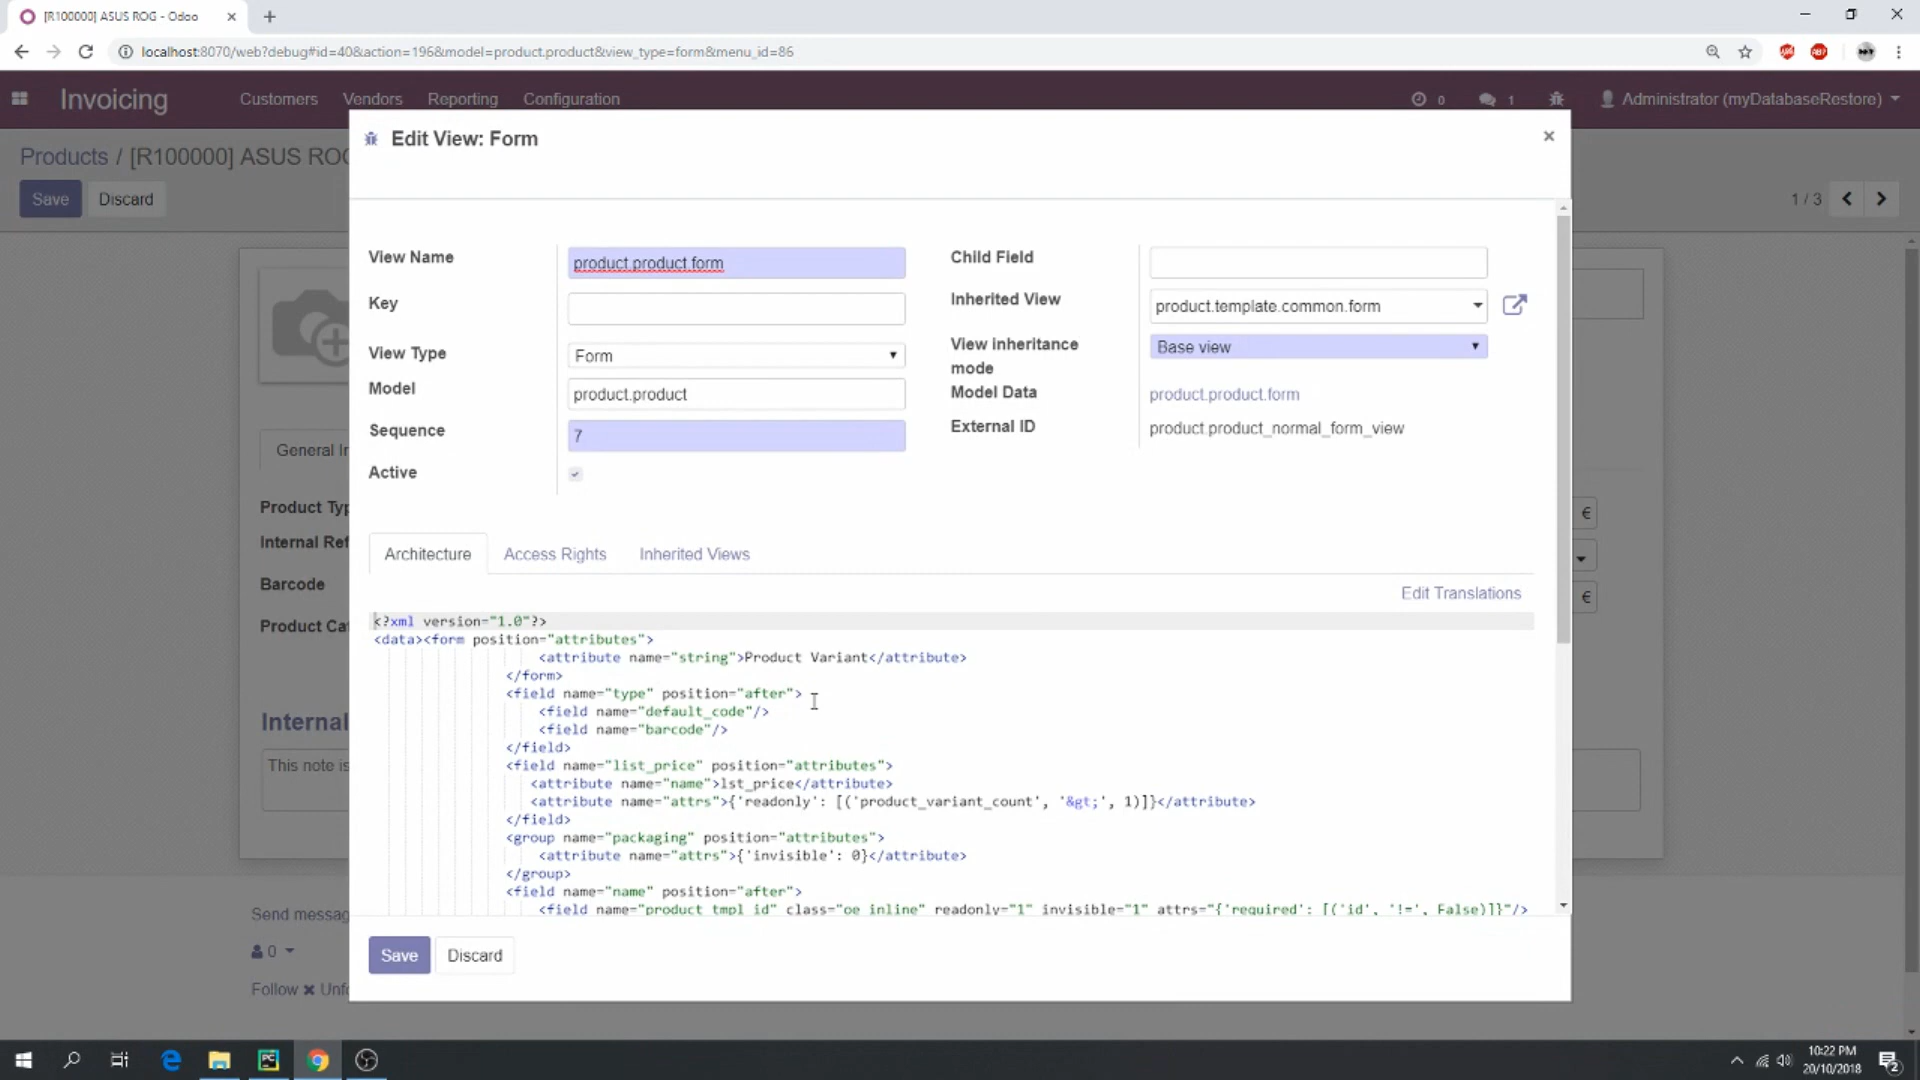 [R100000] ASUS ROG - Odoo
localhost:8070/web?debug#id=40&action=196&model=product.product&view_type=form&menu_id=86
Invoicing
Customers
Vendors
Reporting
Configuration
0
1
Administrator (myDatabaseRestore)
Products / [R100000] ASUS ROG
Save
Discard
1 / 3
Edit View: Form
×
View Name
product.product.form
Child Field
Key
Inherited View
product.template.common.form
View Type
Form
View inheritance
mode
Base view
Model
product.product
Model Data
product.product.form
Sequence
7
External ID
product.product_normal_form_view
Active
General In
Product Typ
€
Internal Ref
Barcode
€
Product Cat
Architecture
Access Rights
Inherited Views
Edit Translations
<?xml version="1.0"?>
<data><form position="attributes">
<attribute name="string">Product Variant</attribute>
</form>
<field name="type" position="after">
<field name="default_code"/>
<field name="barcode"/>
</field>
<field name="list_price" position="attributes">
<attribute name="name">lst_price</attribute>
<attribute name="attrs">{'readonly': [('product_variant_count', '&gt;', 1)]}</attribute>
</field>
<group name="packaging" position="attributes">
<attribute name="attrs">{'invisible': 0}</attribute>
</group>
<field name="name" position="after">
<field name="product_tmpl_id" class="oe_inline" readonly="1" invisible="1" attrs="{'required': [('id', '!=', False)]}"/>
Internal
This note is
Send messag
0
Follow
Unfo
Save
Discard
10:22 PM
20/10/2018
2